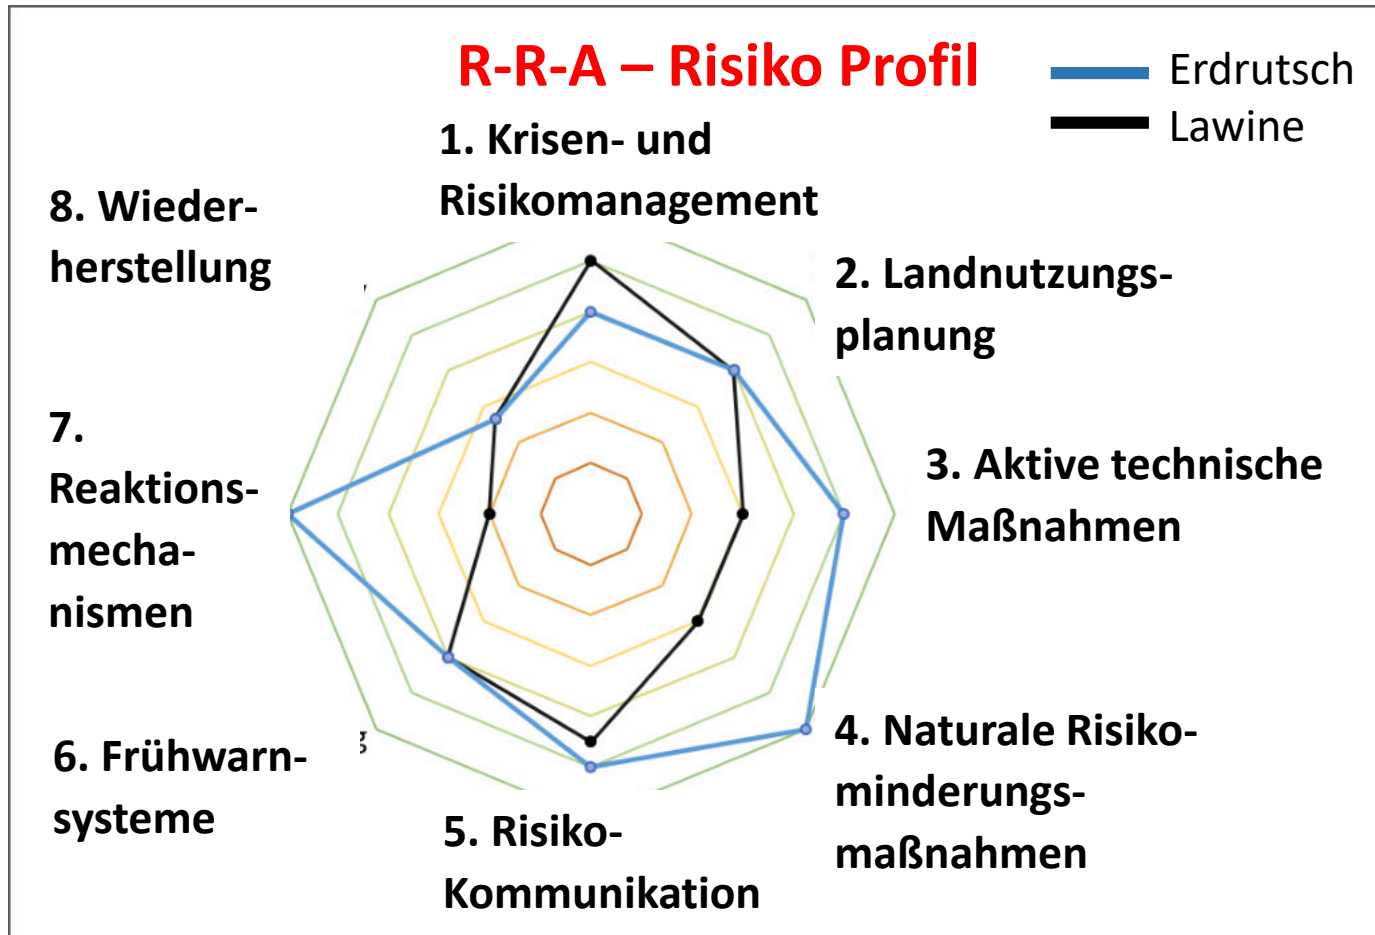 R-R-A – Risiko Profil
Erdrutsch
Lawine
1. Krisen- und
Risikomanagement
2. Landnutzungs-
planung
3. Aktive technische
Maßnahmen
4. Naturale Risiko-
minderungs-
maßnahmen
5. Risiko-
Kommunikation
6. Frühwarn-
systeme
7.
Reaktions-
mecha-
nismen
8. Wieder-
herstellung
g